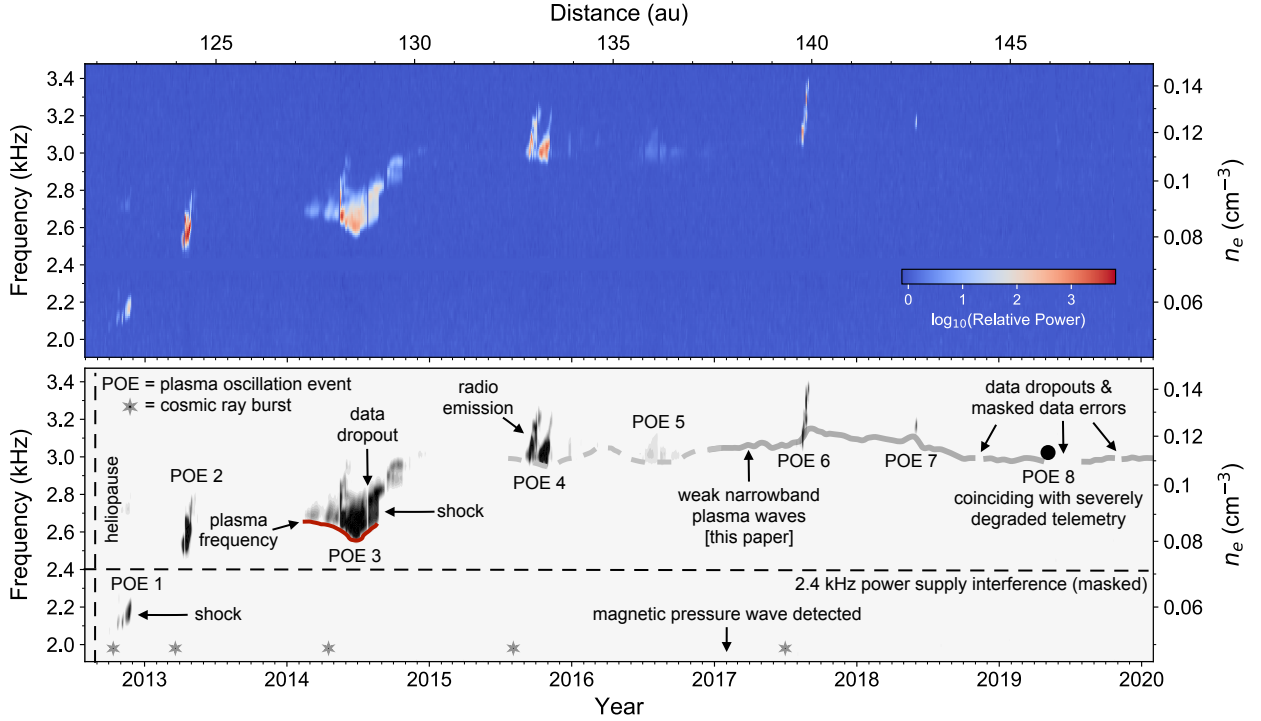 Distance (au)
125 130 133 135 136 140 145
Frequency (kHz)
3.4
3.2
3.0
2.8
2.6
2.4
2.2
2.0
0.14
0.12
0.1
0.08
0.06
nₑ (cm⁻³)
0 1 2 3
log₁₀(Relative Power)
Frequency (kHz)
3.4
3.2
3.0
2.8
2.6
2.4
2.2
2.0
POE = plasma oscillation event
= cosmic ray burst
heliopause
POE 1
shock
POE 2
plasma
frequency
POE 3
data
dropout
shock
radio
emission
POE 4
POE 5
weak narrowband
plasma waves
[this paper]
POE 6
POE 7
data dropouts &
masked data errors
POE 8
coinciding with severely
degraded telemetry
2.4 kHz power supply interference (masked)
magnetic pressure wave detected
0.14
0.12
0.1
0.08
0.06
nₑ (cm⁻³)
2013 2014 2015 2016 2017 2018 2019 2020
Year